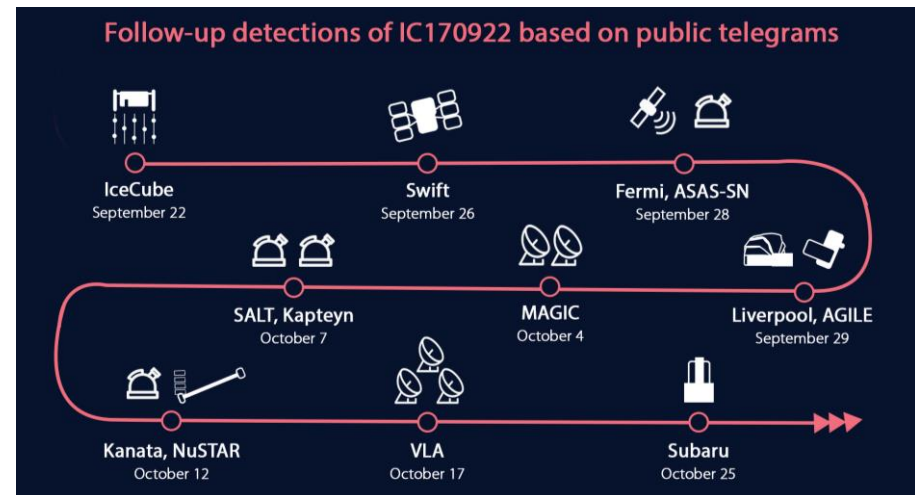 Follow-up detections of IC170922 based on public telegrams
IceCube
September 22
Swift
September 26
Fermi, ASAS-SN
September 28
Liverpool, AGILE
September 29
MAGIC
October 4
SALT, Kapteyn
October 7
Kanata, NuSTAR
October 12
VLA
October 17
Subaru
October 25